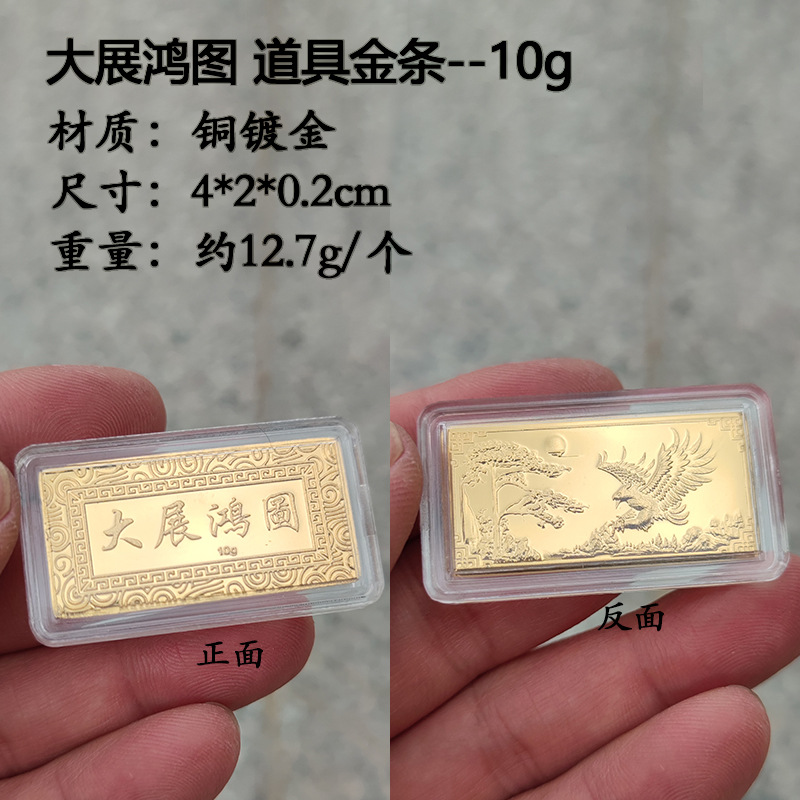 大展鸿图 道具金条--10g
材质：铜镀金
尺寸：4*2*0.2cm
重量：约12.7g/个
大展鴻圖
10g
正面
反面